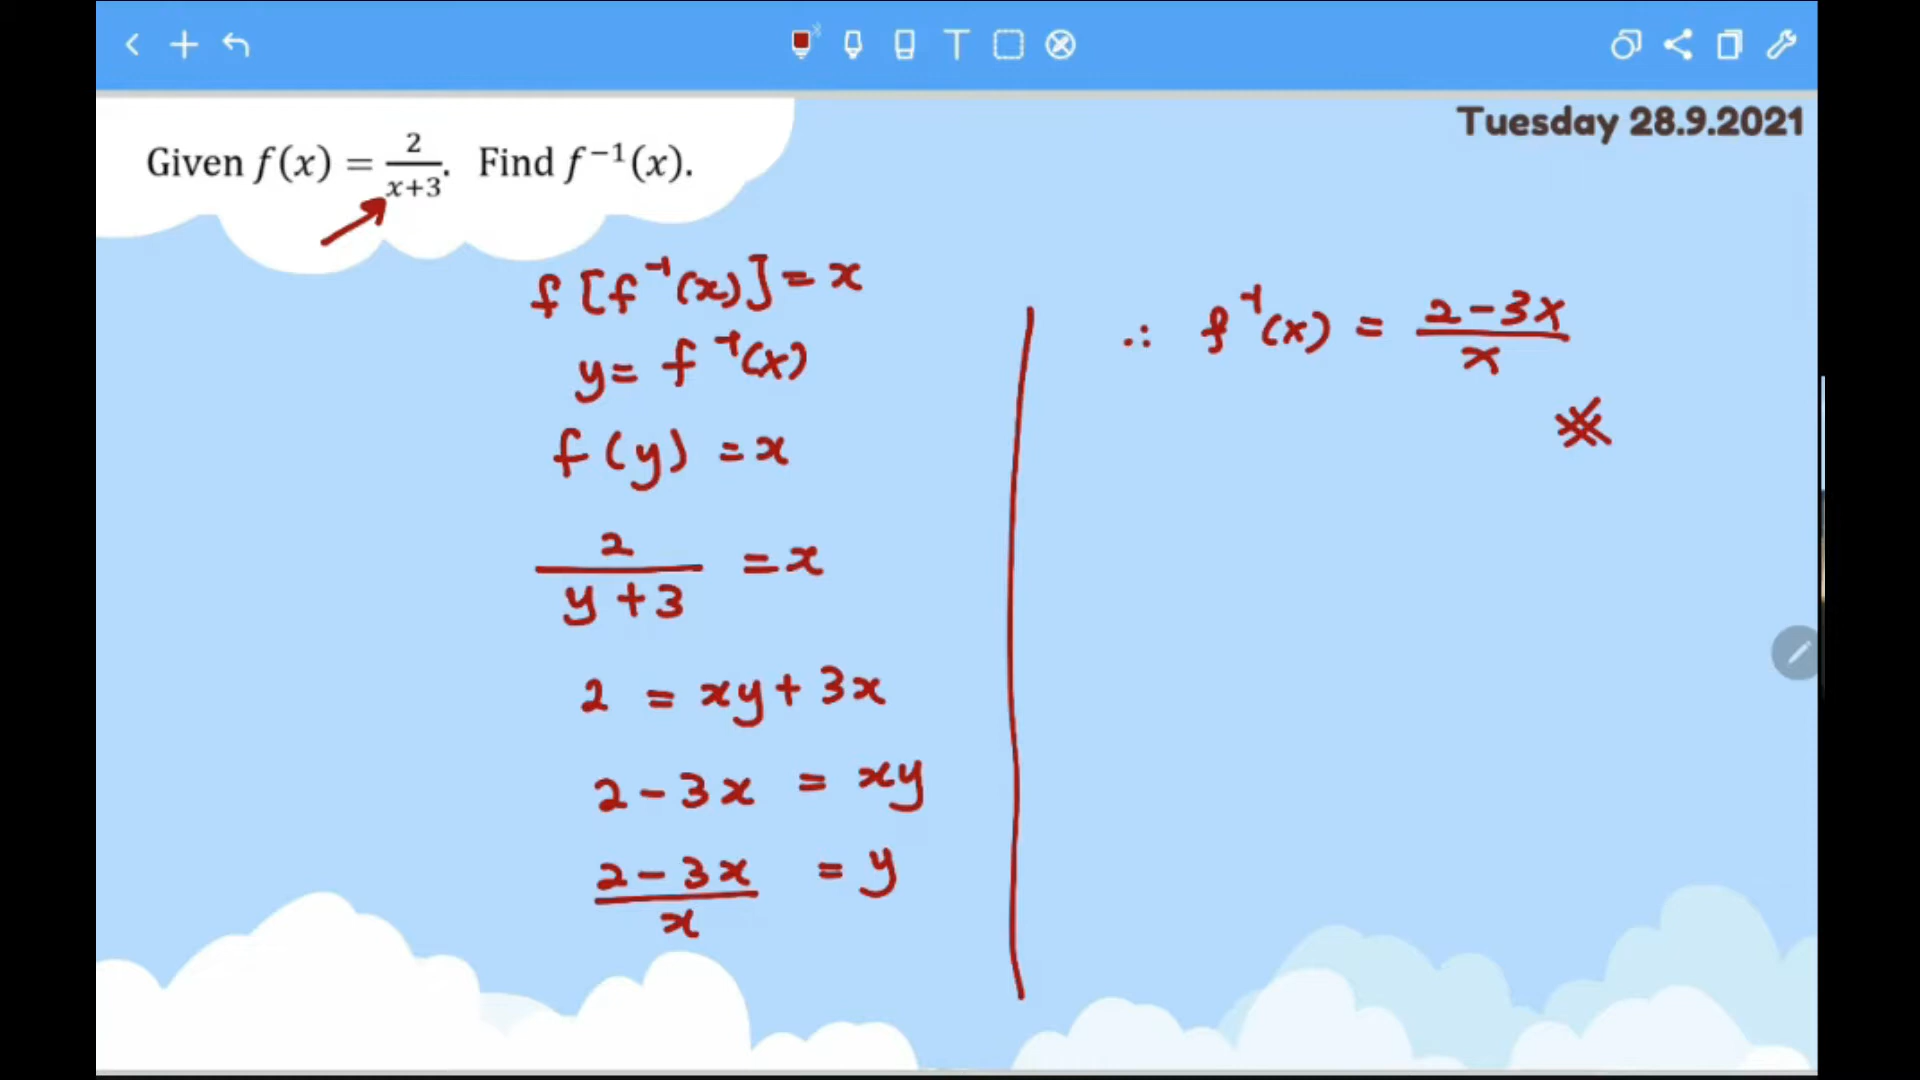 Tuesday 28.9.2021
Given f(x) = 2/(x+3). Find f⁻¹(x).
f[f⁻¹(x)] = x
y = f⁻¹(x)
f(y) = x
2/(y+3) = x
2 = xy + 3x
2 - 3x = xy
(2 - 3x)/x = y
∴ f⁻¹(x) = (2 - 3x)/x